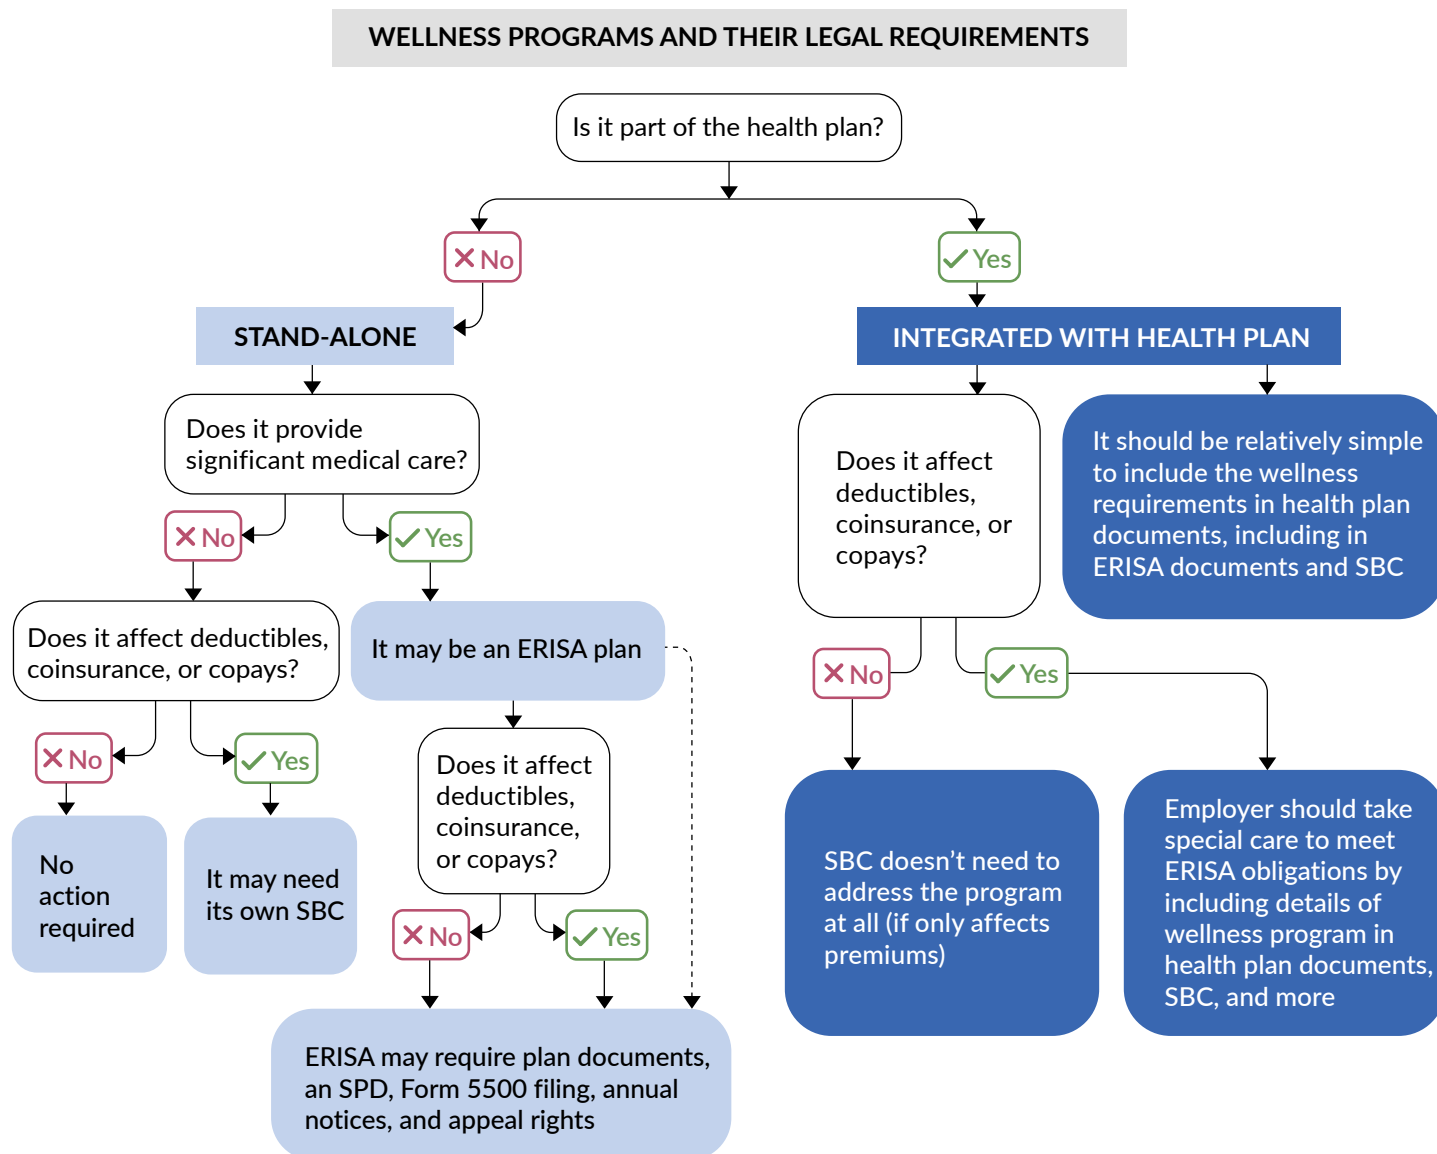 WELLNESS PROGRAMS AND THEIR LEGAL REQUIREMENTS
Is it part of the health plan?
No
Yes
STAND-ALONE
INTEGRATED WITH HEALTH PLAN
Does it provide
significant medical care?
No
Yes
Does it affect deductibles,
coinsurance, or copays?
No
Yes
No
action
required
It may need
its own SBC
It may be an ERISA plan
Does it affect
deductibles,
coinsurance,
or copays?
No
Yes
ERISA may require plan documents,
an SPD, Form 5500 filing, annual
notices, and appeal rights
Does it affect
deductibles,
coinsurance, or
copays?
It should be relatively simple
to include the wellness
requirements in health plan
documents, including in
ERISA documents and SBC
No
Yes
SBC doesn't need to
address the program
at all (if only affects
premiums)
Employer should take
special care to meet
ERISA obligations by
including details of
wellness program in
health plan documents,
SBC, and more